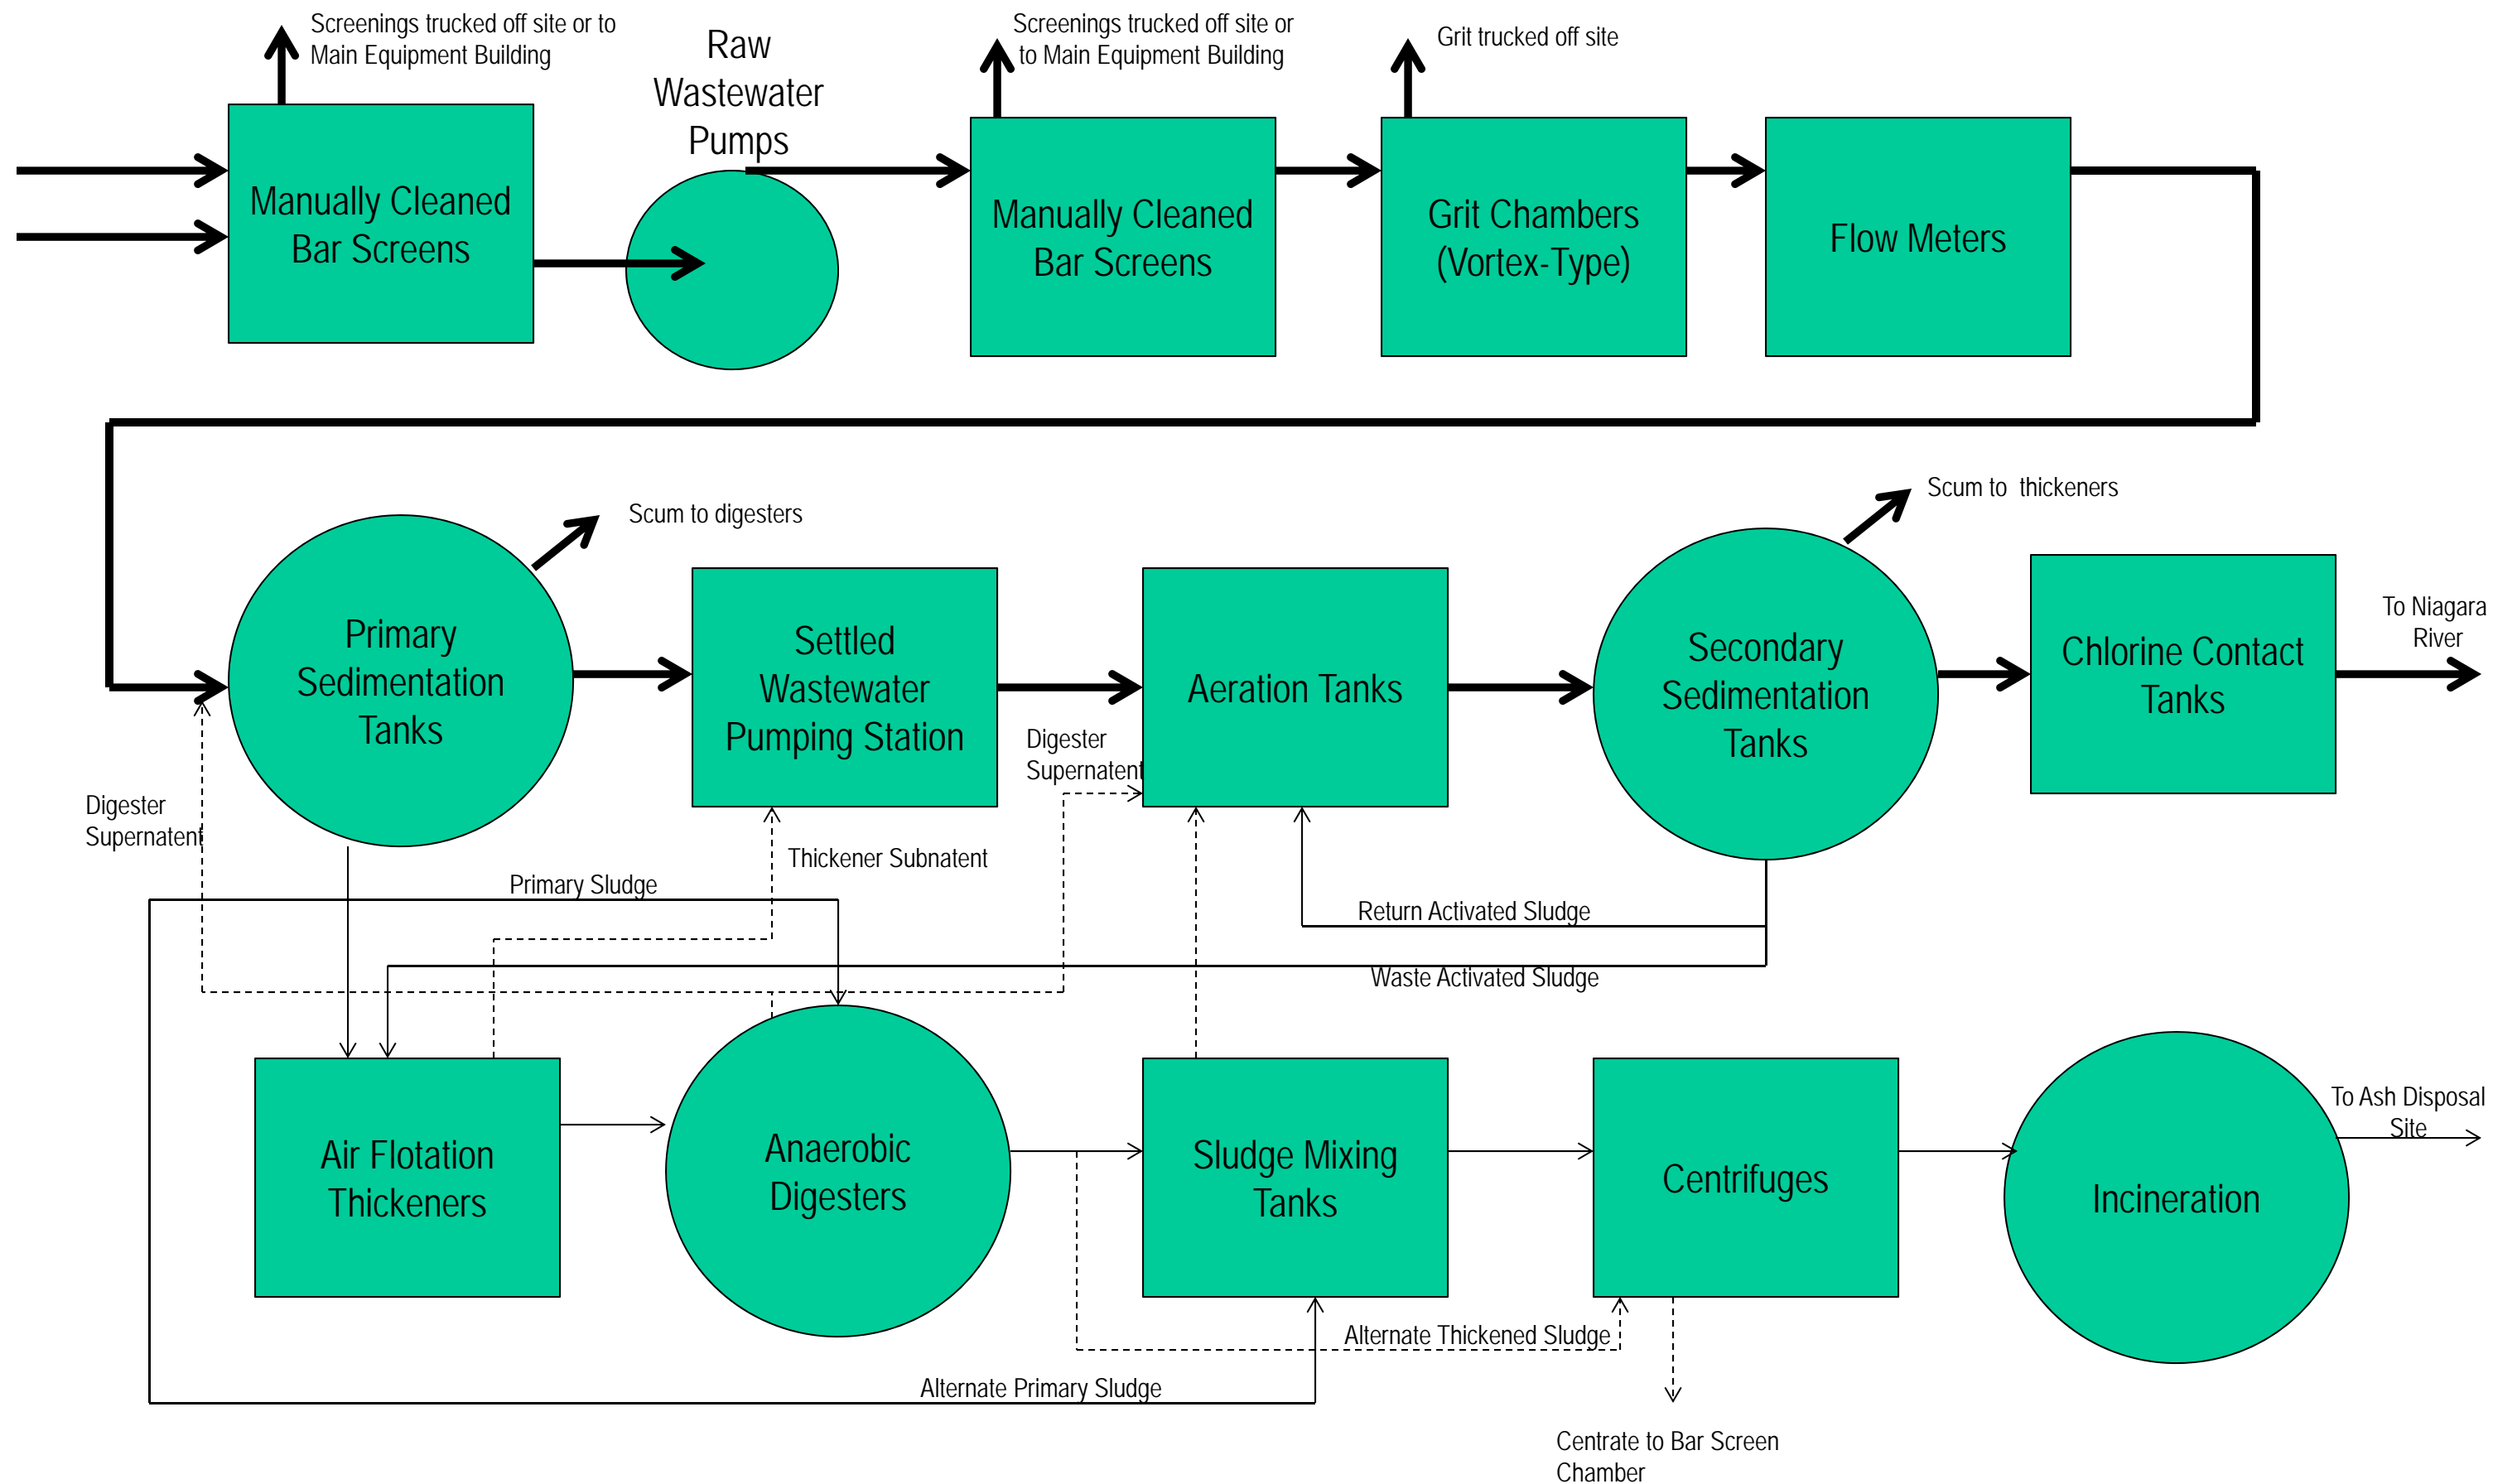 Screenings trucked off site or to
Main Equipment Building
Raw
Wastewater
Pumps
Screenings trucked off site or
to Main Equipment Building
Grit trucked off site
Manually Cleaned
Bar Screens
Manually Cleaned
Bar Screens
Grit Chambers
(Vortex-Type)
Flow Meters
Scum to digesters
Scum to thickeners
Primary
Sedimentation
Tanks
Settled
Wastewater
Pumping Station
Aeration Tanks
Secondary
Sedimentation
Tanks
Chlorine Contact
Tanks
To Niagara
River
Digester
Supernatent
Digester
Supernatent
Thickener Subnatent
Primary Sludge
Return Activated Sludge
Waste Activated Sludge
Air Flotation
Thickeners
Anaerobic
Digesters
Sludge Mixing
Tanks
Centrifuges
Incineration
To Ash Disposal
Site
Alternate Thickened Sludge
Alternate Primary Sludge
Centrate to Bar Screen
Chamber